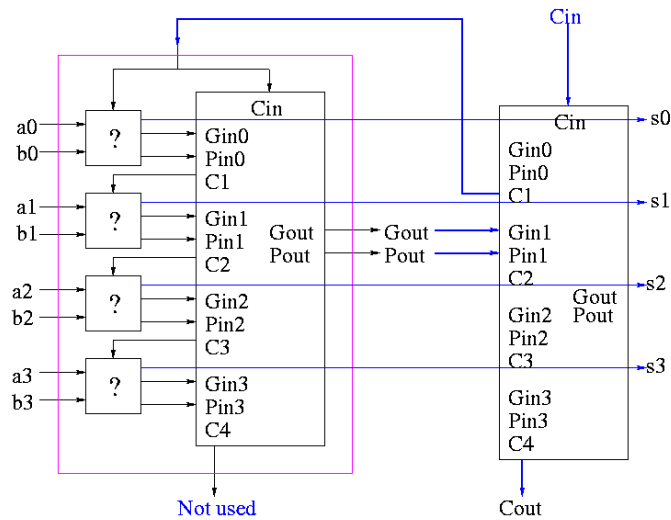 Cin
Cin
Cin
a0
b0
?
Gin0
Pin0
C1
s0
Gin0
Pin0
C1
a1
b1
?
Gin1
Pin1
C2
Gout
Pout
Gout
Pout
s1
Gin1
Pin1
C2
a2
b2
?
Gin2
Pin2
C3
s2
Gout
Pout
Gin2
Pin2
C3
a3
b3
?
Gin3
Pin3
C4
s3
Gin3
Pin3
C4
Not used
Cout